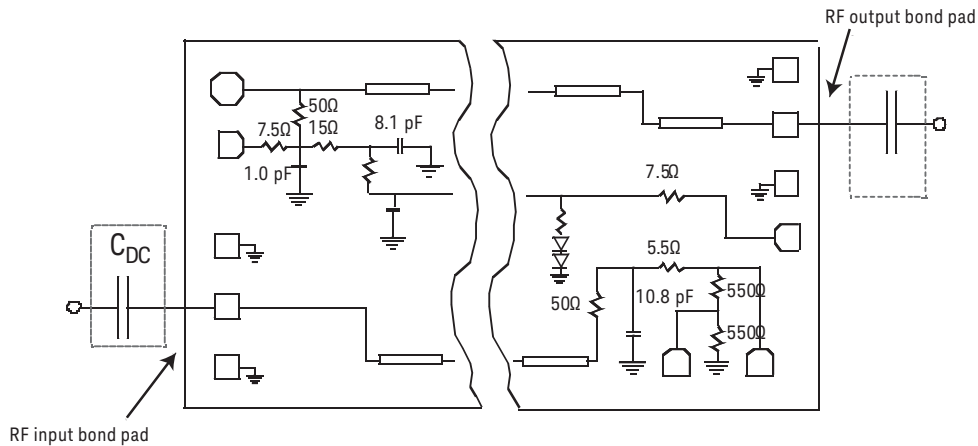 RF output bond pad
50Ω
7.5Ω
15Ω
8.1 pF
1.0 pF
7.5Ω
C_DC
5.5Ω
50Ω
10.8 pF
550Ω
550Ω
RF input bond pad